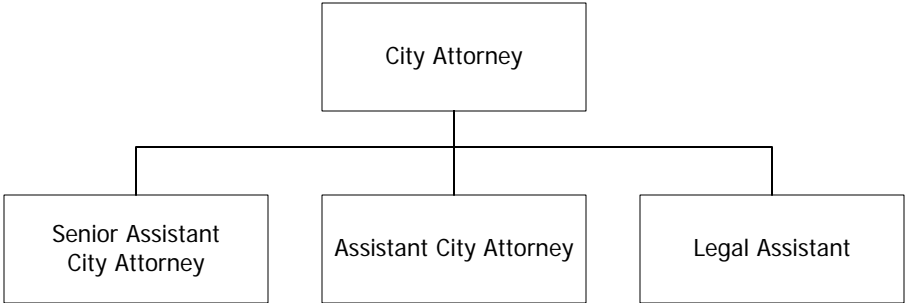 City Attorney
Senior Assistant
City Attorney
Assistant City Attorney
Legal Assistant